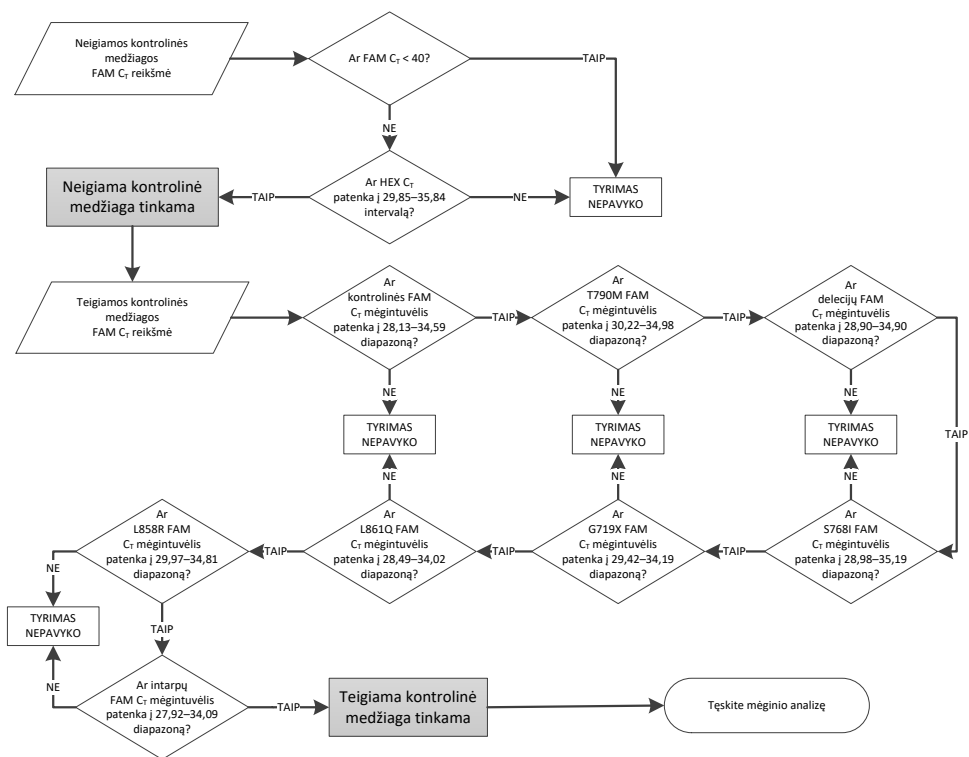 Neigiamos kontrolinės
medžiagos
FAM CT reikšmė
Ar FAM CT < 40?
TAIP
NE
Ar HEX CT
patenka į 29,85–35,84
intervalą?
TAIP
NE
TYRIMAS
NEPAVYKO
Neigiama kontrolinė
medžiaga tinkama
Teigiamos kontrolinės
medžiagos
FAM CT reikšmė
Ar
kontrolinės FAM
CT mėgintuvėlis
patenka į 28,13–34,59
diapazoną?
TAIP
Ar
T790M FAM
CT mėgintuvėlis
patenka į 30,22–34,98
diapazoną?
TAIP
Ar
delecijų FAM
CT mėgintuvėlis
patenka į 28,90–34,90
diapazoną?
NE
NE
NE
TYRIMAS
NEPAVYKO
TYRIMAS
NEPAVYKO
TYRIMAS
NEPAVYKO
TAIP
NE
NE
NE
Ar
L858R FAM
CT mėgintuvėlis
patenka į 29,97–34,81
diapazoną?
TAIP
Ar
L861Q FAM
CT mėgintuvėlis
patenka į 28,49–34,02
diapazoną?
TAIP
Ar
G719X FAM
CT mėgintuvėlis
patenka į 29,42–34,19
diapazoną?
TAIP
Ar
S768I FAM
CT mėgintuvėlis
patenka į 28,98–35,19
diapazoną?
NE
TYRIMAS
NEPAVYKO
TAIP
NE
Ar intarpų
FAM CT mėgintuvėlis
patenka į 27,92–34,09
diapazoną?
TAIP
Teigiama kontrolinė
medžiaga tinkama
Tęskite mėginio analizę